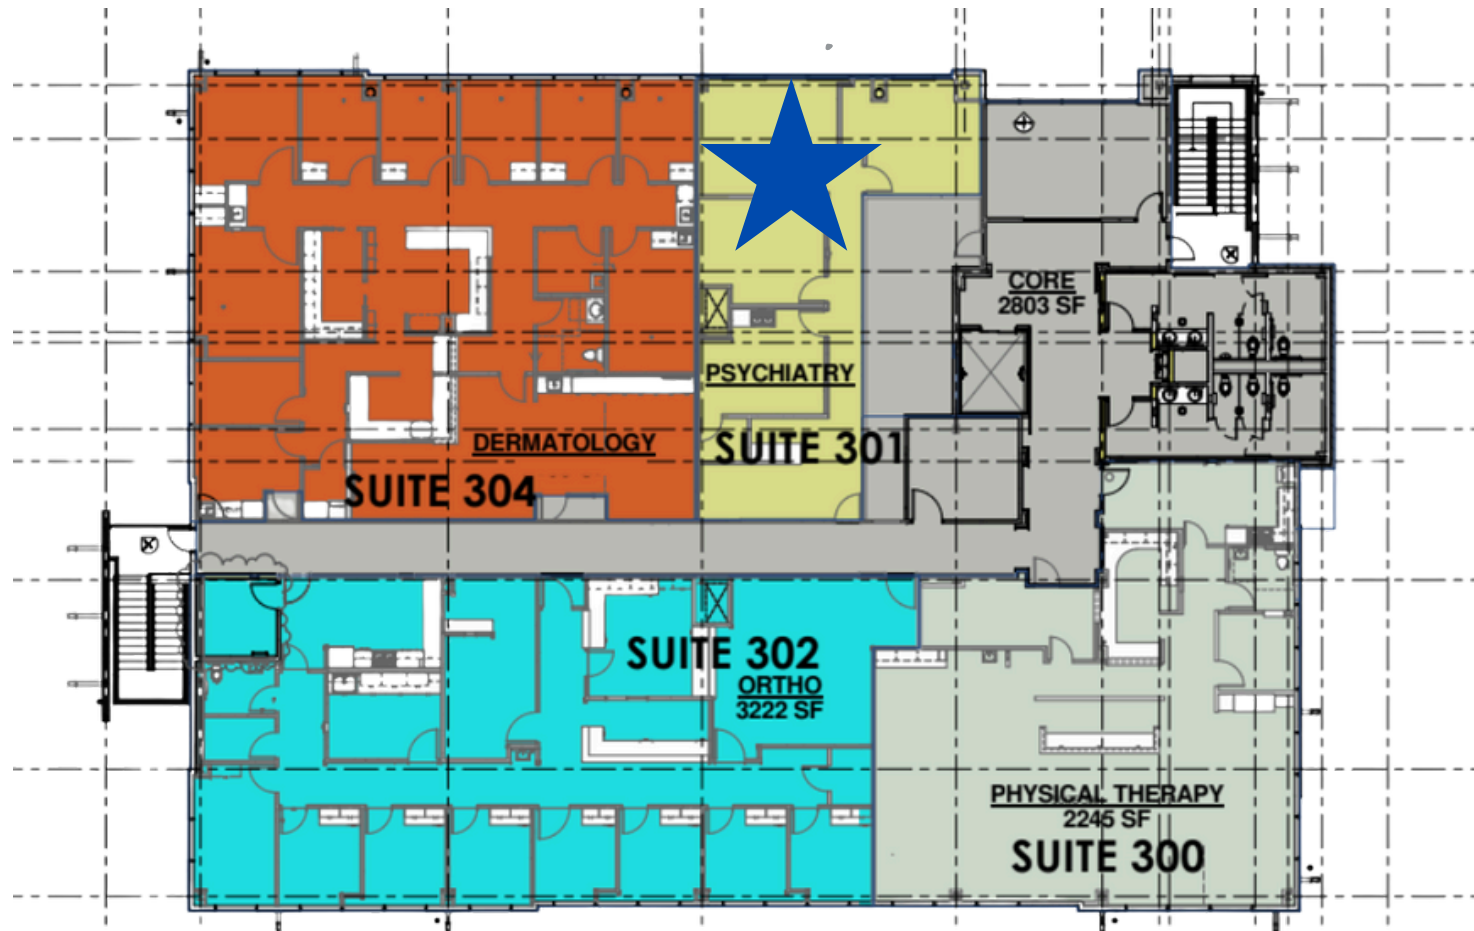 CORE
2803 SF
PSYCHIATRY
SUITE 301
DERMATOLOGY
SUITE 304
SUITE 302
ORTHO
3222 SF
PHYSICAL THERAPY
2245 SF
SUITE 300